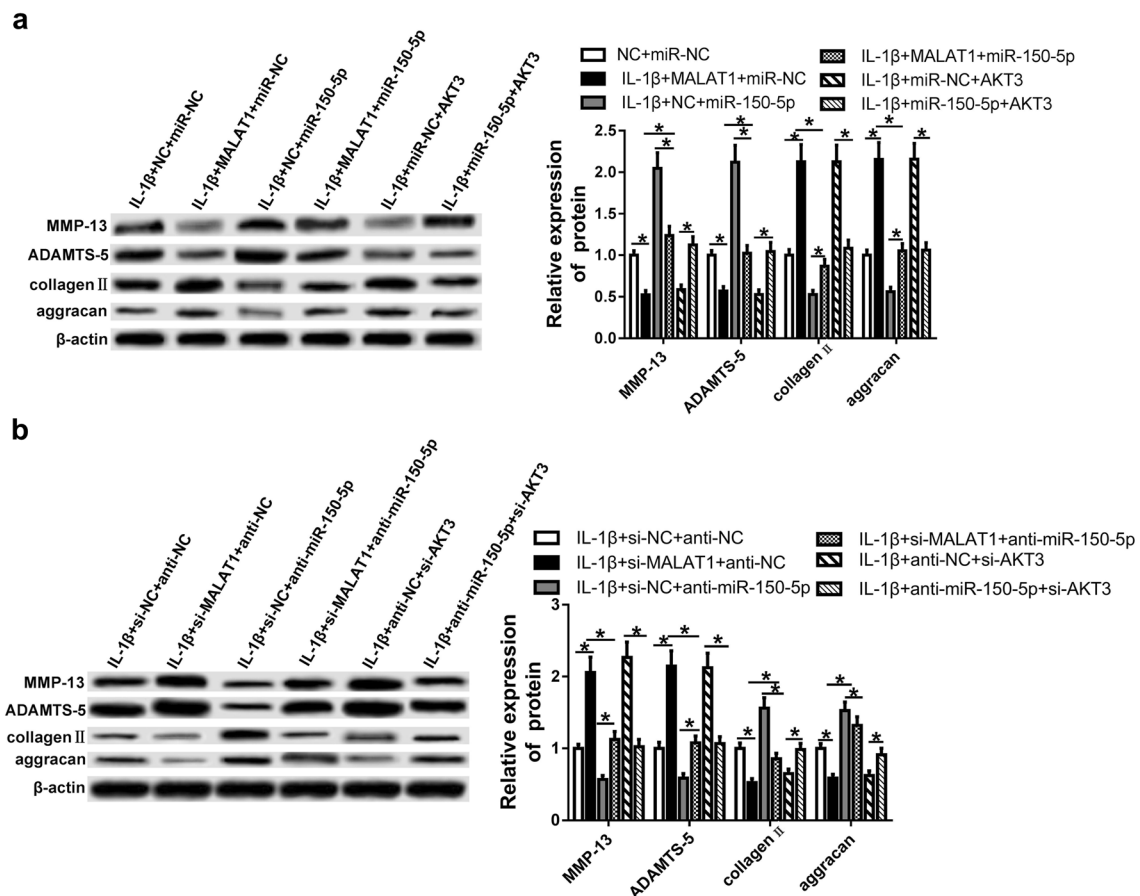 a
IL-1β+NC+miR-NC
IL-1β+MALAT1+miR-NC
IL-1β+NC+miR-150-5p
IL-1β+MALAT1+miR-150-5p
IL-1β+miR-NC+AKT3
IL-1β+miR-150-5p+AKT3
MMP-13
ADAMTS-5
collagen Ⅱ
aggracan
β-actin
NC+miR-NC
IL-1β+MALAT1+miR-NC
IL-1β+NC+miR-150-5p
IL-1β+MALAT1+miR-150-5p
IL-1β+miR-NC+AKT3
IL-1β+miR-150-5p+AKT3
Relative expression
of protein
2.5
2.0
1.5
1.0
0.5
0.0
* * * * * * * * * * * * * *
MMP-13
ADAMTS-5
collagen Ⅱ
aggracan
b
IL-1β+si-NC+anti-NC
IL-1β+si-MALAT1+anti-NC
IL-1β+si-NC+anti-miR-150-5p
IL-1β+si-MALAT1+anti-miR-150-5p
IL-1β+anti-NC+si-AKT3
IL-1β+anti-miR-150-5p+si-AKT3
MMP-13
ADAMTS-5
collagen Ⅱ
aggracan
β-actin
IL-1β+si-NC+anti-NC
IL-1β+si-MALAT1+anti-NC
IL-1β+si-NC+anti-miR-150-5p
IL-1β+si-MALAT1+anti-miR-150-5p
IL-1β+anti-NC+si-AKT3
IL-1β+anti-miR-150-5p+si-AKT3
Relative expression
of protein
3
2
1
0
* * * * * * * * * * * * * * * *
MMP-13
ADAMTS-5
collagen Ⅱ
aggracan